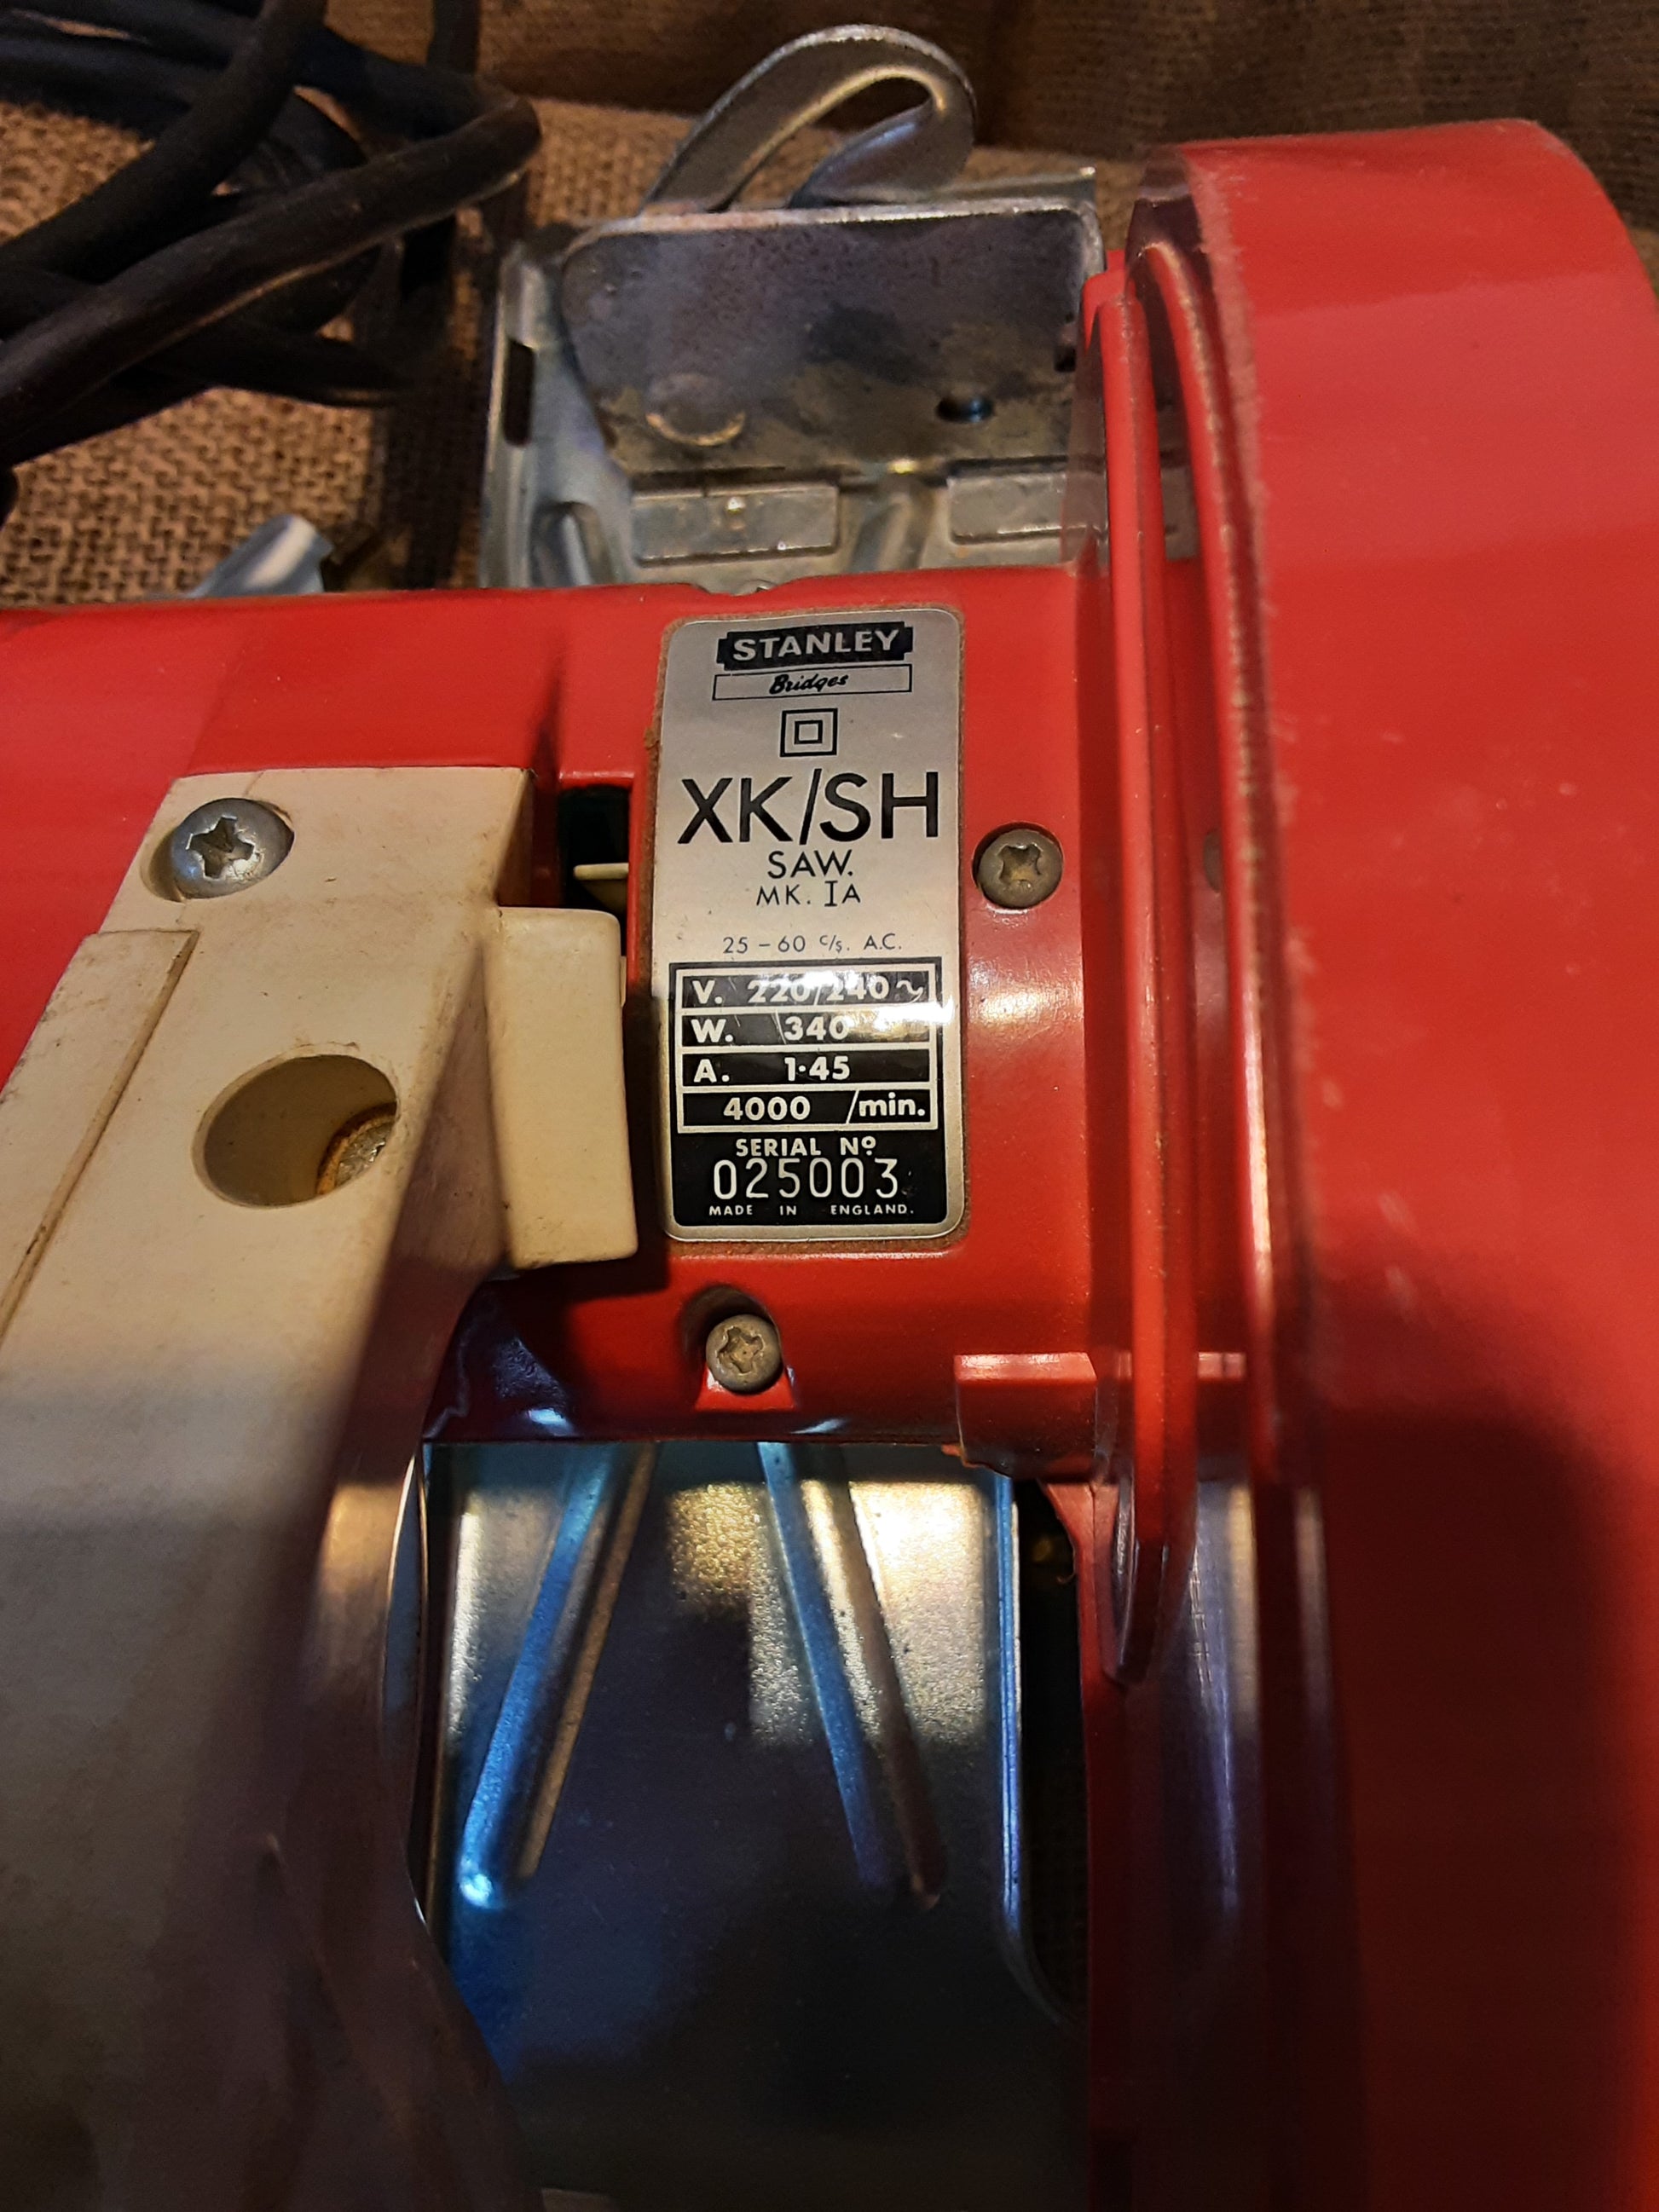 STANLEY
Bridges
XK/SH
SAW.
MK. IA
25 – 60 c/s. A.C.
V. 220/240 ~
W. 340
A. 1·45
4000 /min.
SERIAL Nº
025003
MADE IN ENGLAND.